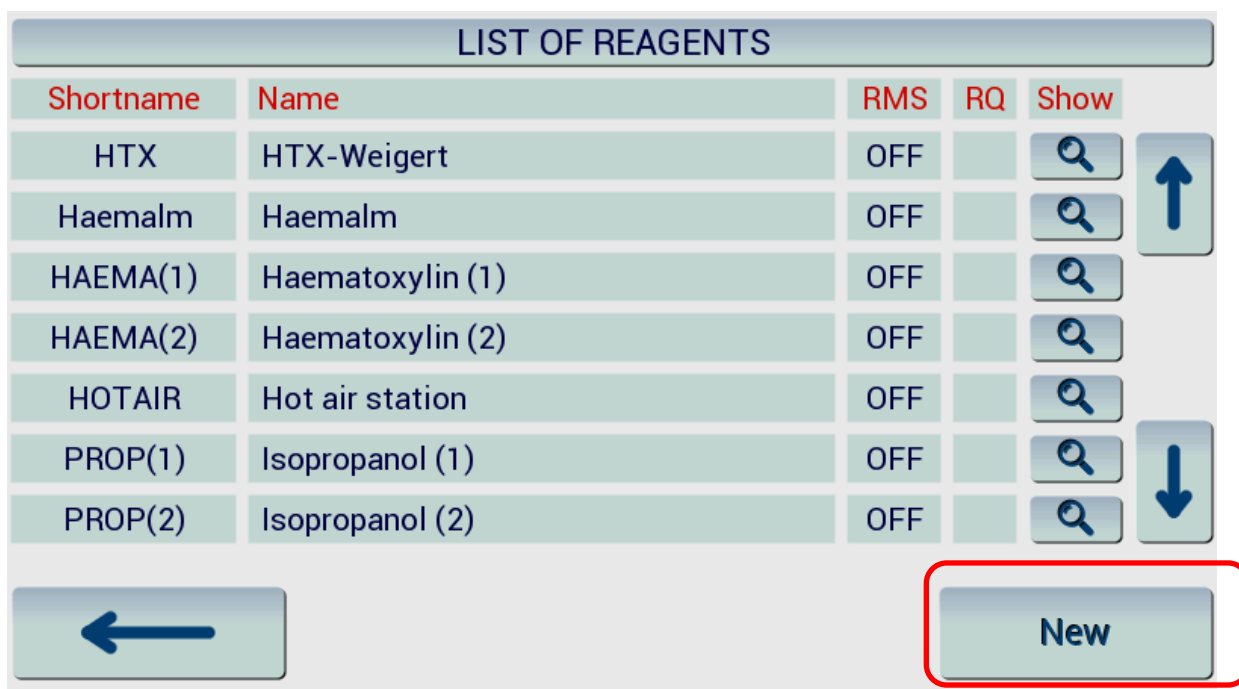 LIST OF REAGENTS
Shortname Name RMS RQ Show
HTX HTX-Weigert OFF
Haemalm Haemalm OFF
HAEMA(1) Haematoxylin (1) OFF
HAEMA(2) Haematoxylin (2) OFF
HOTAIR Hot air station OFF
PROP(1) Isopropanol (1) OFF
PROP(2) Isopropanol (2) OFF
New